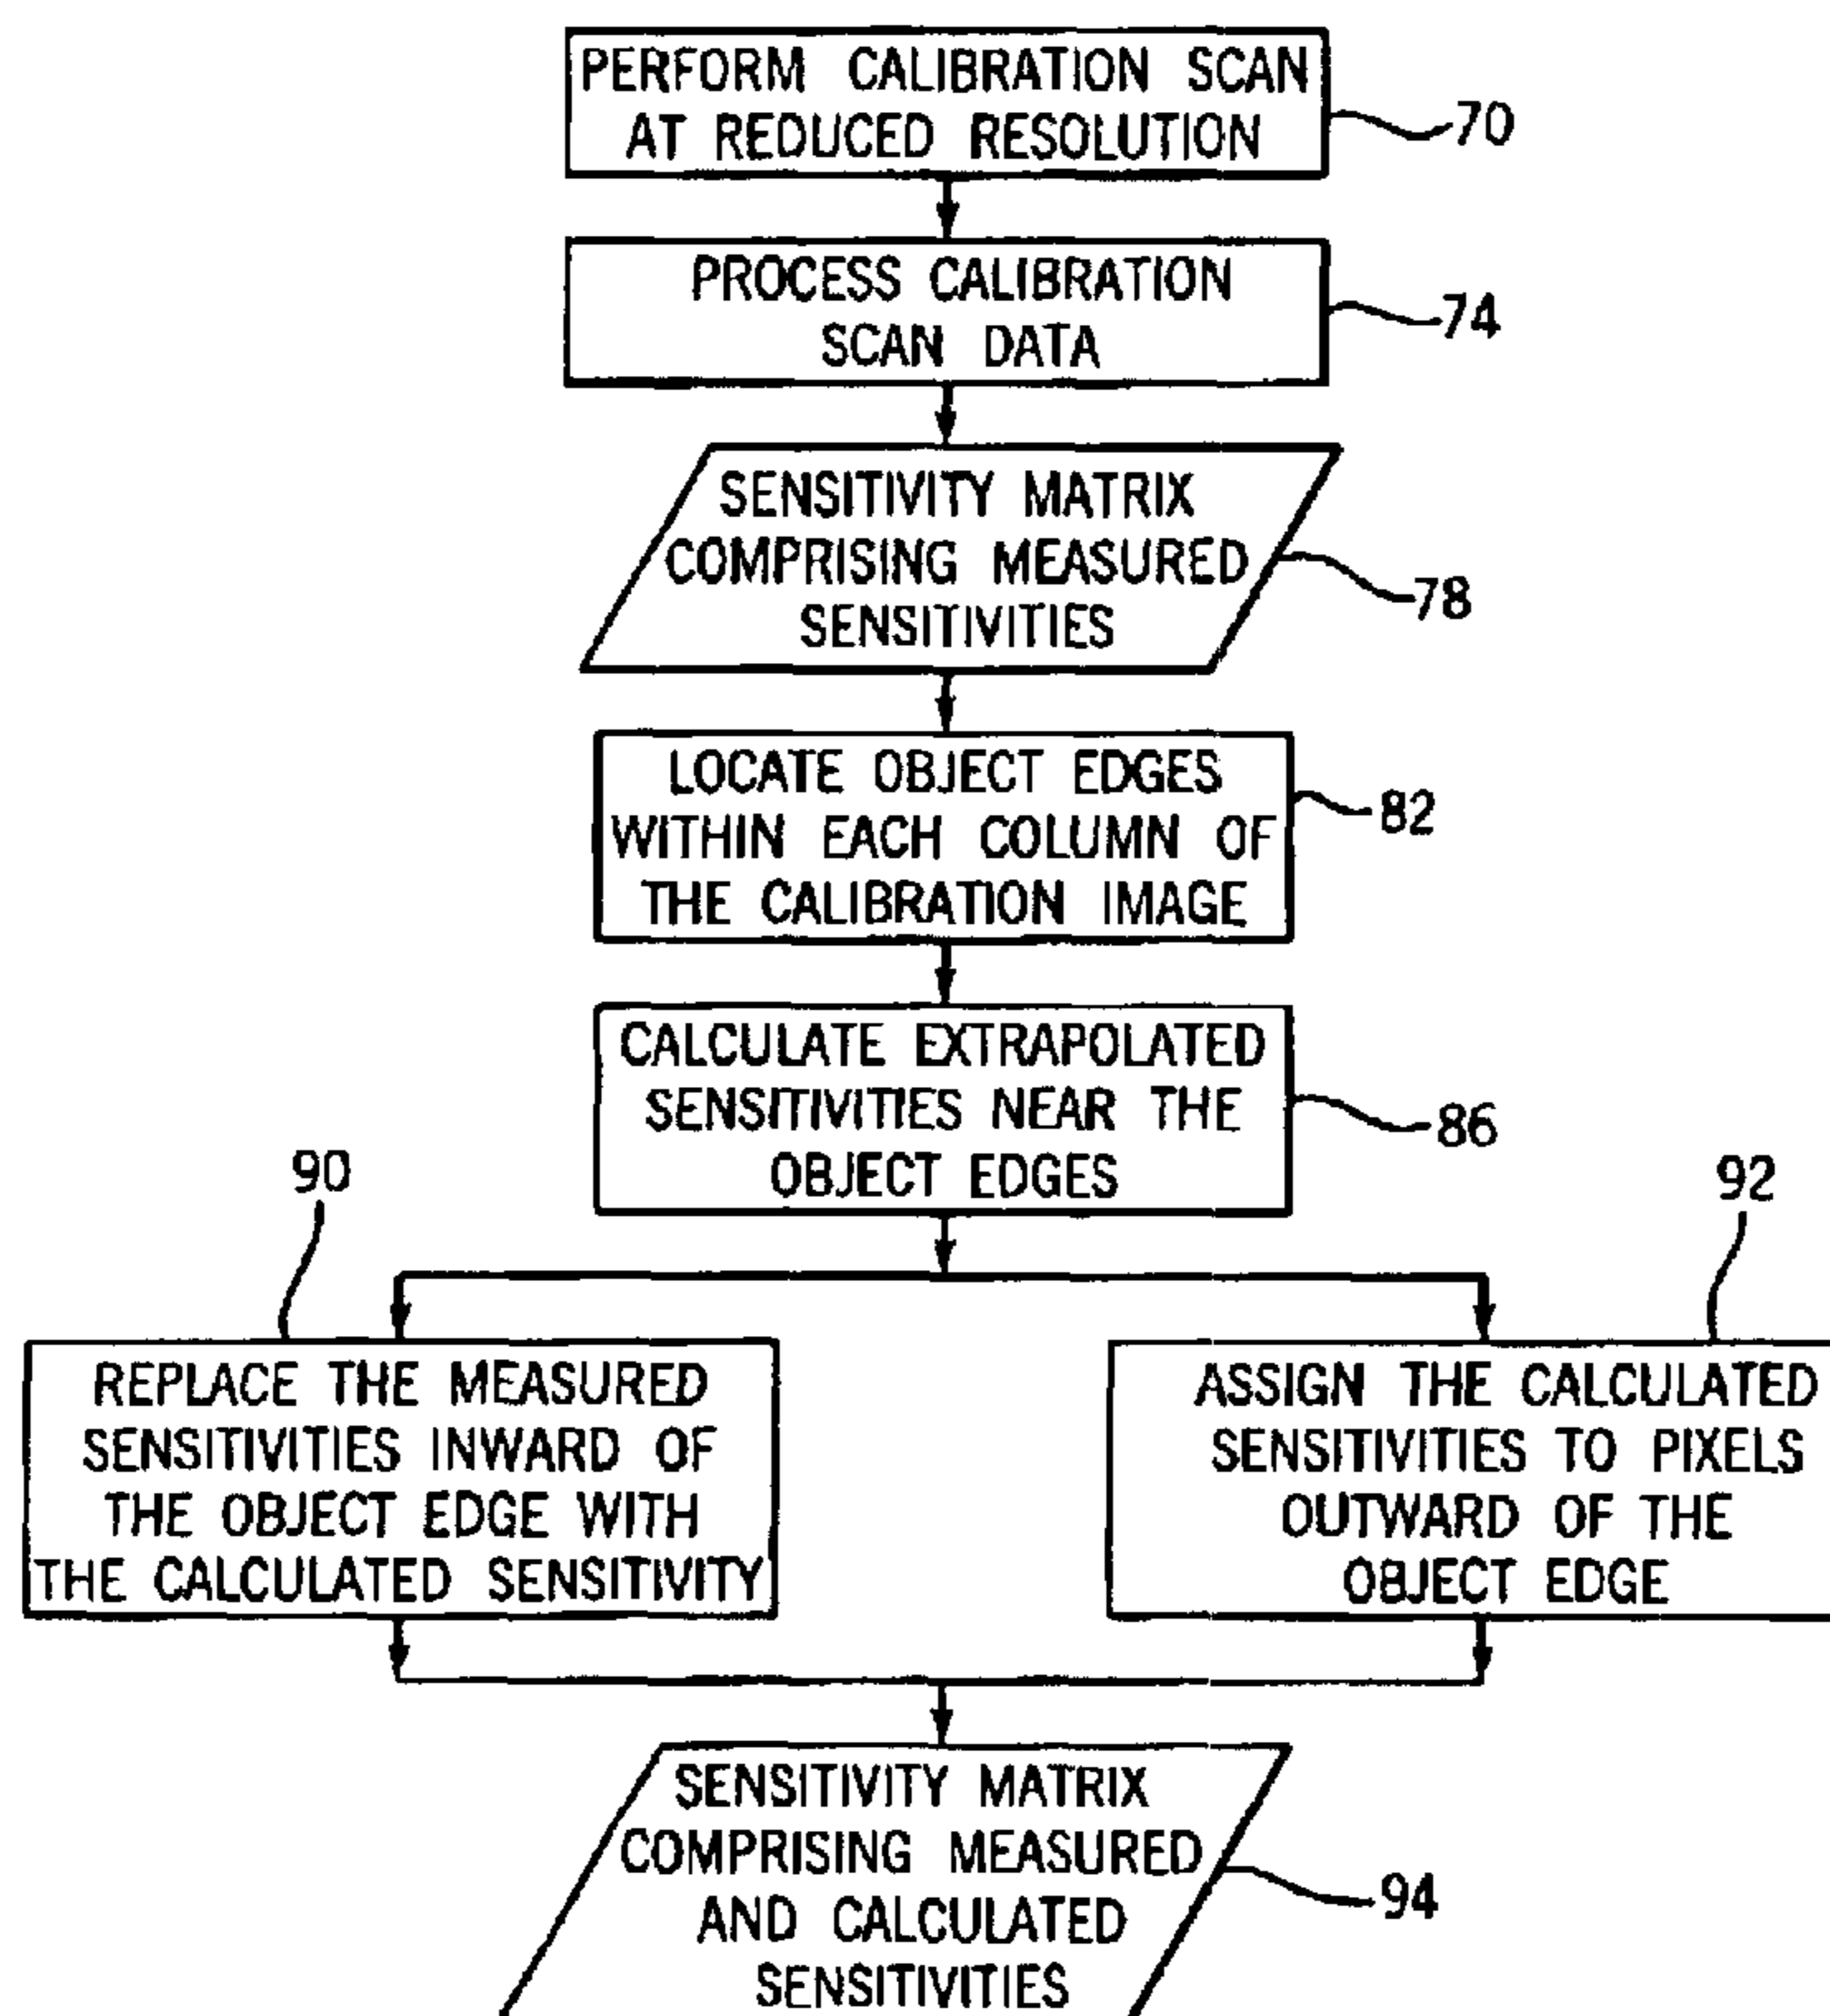 PERFORM CALIBRATION SCAN
AT REDUCED RESOLUTION
70
PROCESS CALIBRATION
SCAN DATA
74
SENSITIVITY MATRIX
COMPRISING MEASURED
SENSITIVITIES
78
LOCATE OBJECT EDGES
WITHIN EACH COLUMN OF
THE CALIBRATION IMAGE
82
CALCULATE EXTRAPOLATED
SENSITIVITIES NEAR THE
OBJECT EDGES
86
90
REPLACE THE MEASURED
SENSITIVITIES INWARD OF
THE OBJECT EDGE WITH
THE CALCULATED SENSITIVITY
92
ASSIGN THE CALCULATED
SENSITIVITIES TO PIXELS
OUTWARD OF THE
OBJECT EDGE
SENSITIVITY MATRIX
COMPRISING MEASURED
AND CALCULATED
SENSITIVITIES
94